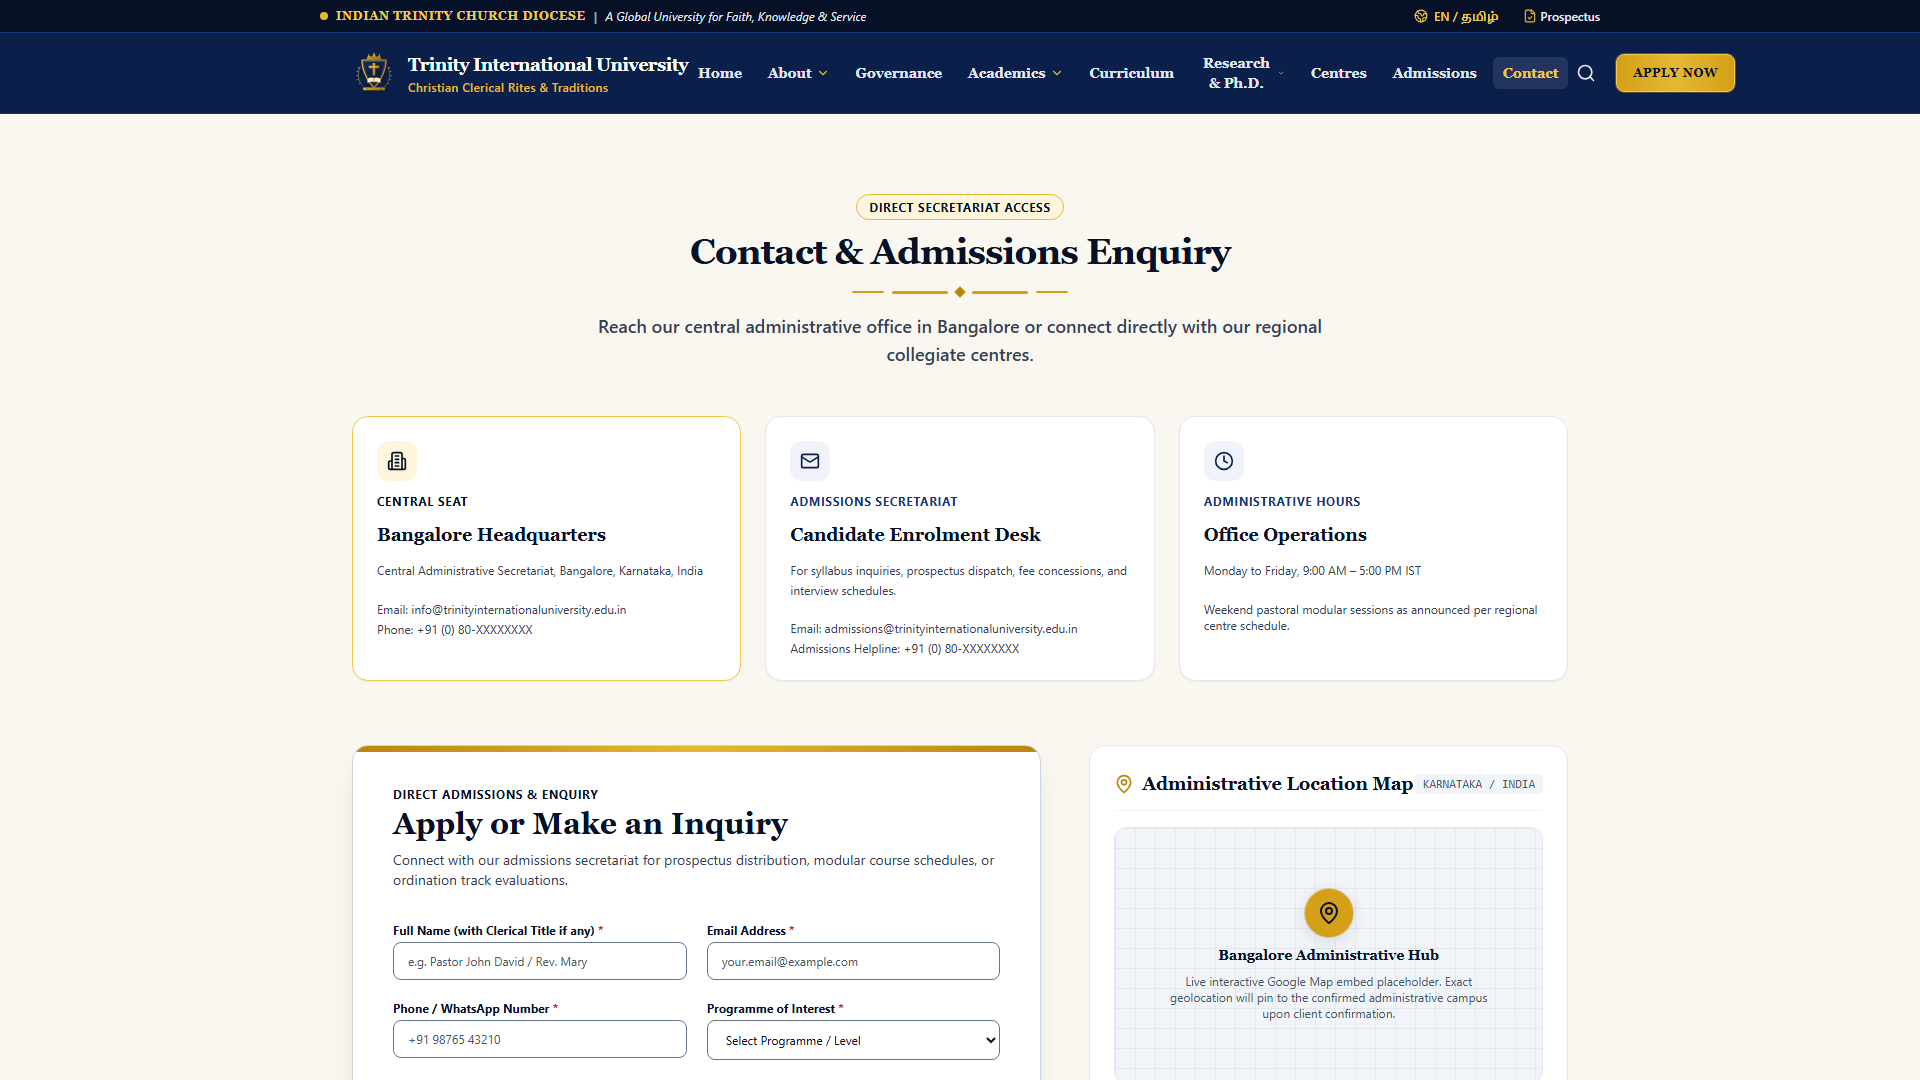 INDIAN TRINITY CHURCH DIOCESE | A Global University for Faith, Knowledge & Service
EN / தமிழ்
Prospectus
Trinity International University
Christian Clerical Rites & Traditions
Home
About
Governance
Academics
Curriculum
Research
& Ph.D.
Centres
Admissions
Contact
APPLY NOW
DIRECT SECRETARIAT ACCESS
Contact & Admissions Enquiry
Reach our central administrative office in Bangalore or connect directly with our regional
collegiate centres.
CENTRAL SEAT
Bangalore Headquarters
Central Administrative Secretariat, Bangalore, Karnataka, India
Email: info@trinityinternationaluniversity.edu.in
Phone: +91 (0) 80-XXXXXXXX
ADMISSIONS SECRETARIAT
Candidate Enrolment Desk
For syllabus inquiries, prospectus dispatch, fee concessions, and
interview schedules.
Email: admissions@trinityinternationaluniversity.edu.in
Admissions Helpline: +91 (0) 80-XXXXXXXX
ADMINISTRATIVE HOURS
Office Operations
Monday to Friday, 9:00 AM – 5:00 PM IST
Weekend pastoral modular sessions as announced per regional
centre schedule.
DIRECT ADMISSIONS & ENQUIRY
Apply or Make an Inquiry
Connect with our admissions secretariat for prospectus distribution, modular course schedules, or
ordination track evaluations.
Full Name (with Clerical Title if any) *
e.g. Pastor John David / Rev. Mary
Email Address *
your.email@example.com
Phone / WhatsApp Number *
+91 98765 43210
Programme of Interest *
Select Programme / Level
Administrative Location Map
KARNATAKA / INDIA
Bangalore Administrative Hub
Live interactive Google Map embed placeholder. Exact
geolocation will pin to the confirmed administrative campus
upon client confirmation.